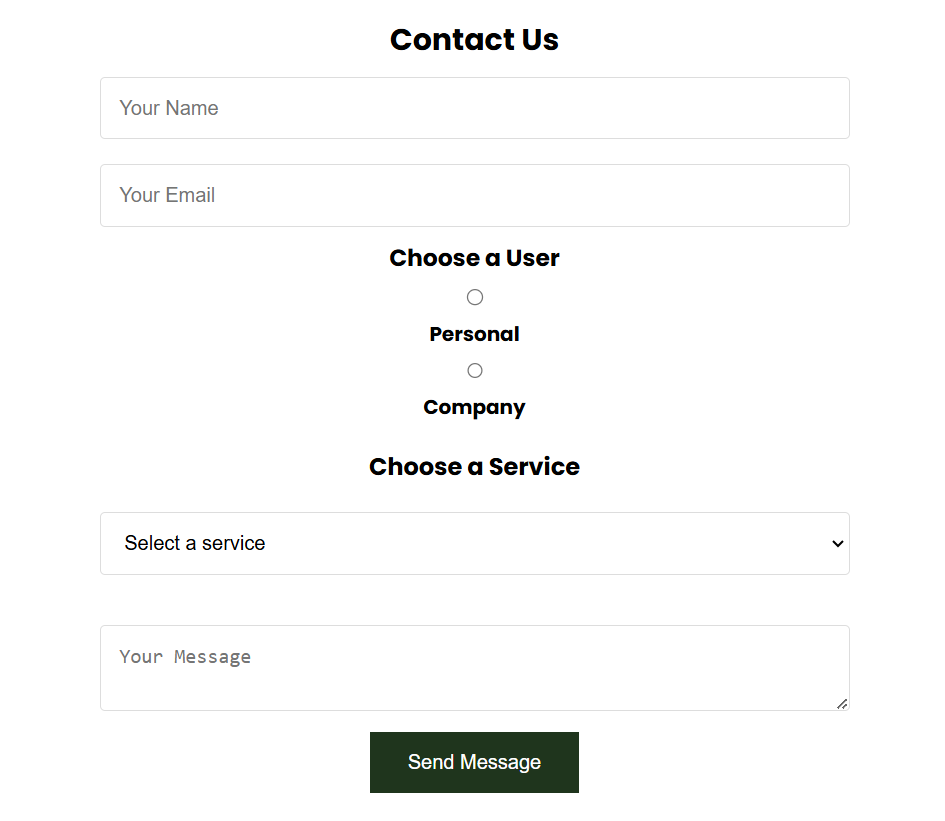 Contact Us
Your Name
Your Email
Choose a User
Personal
Company
Choose a Service
Select a service
Your Message
Send Message